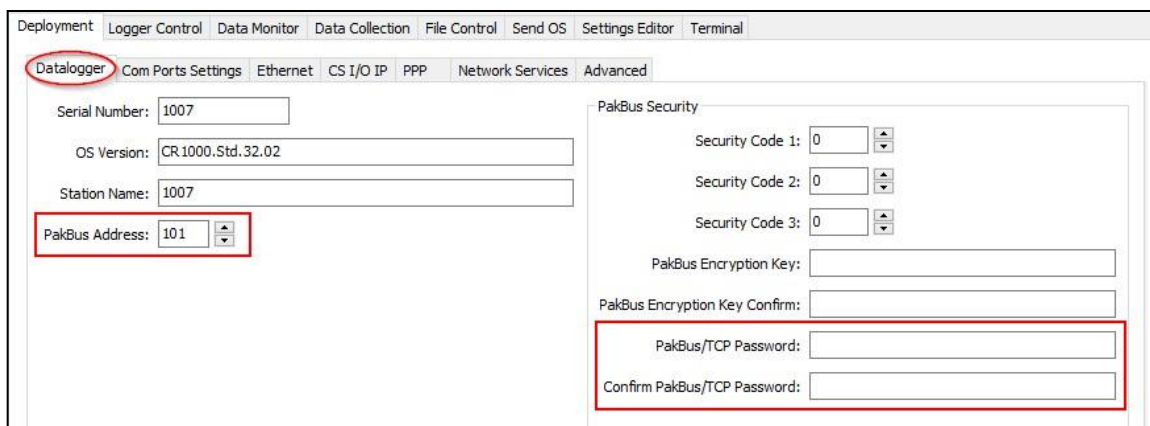 Deployment Logger Control Data Monitor Data Collection File Control Send OS Settings Editor Terminal
Datalogger Com Ports Settings Ethernet CS I/O IP PPP Network Services Advanced
Serial Number: 1007
OS Version: CR1000.Std.32.02
Station Name: 1007
PakBus Address: 101
PakBus Security
Security Code 1: 0
Security Code 2: 0
Security Code 3: 0
PakBus Encryption Key:
PakBus Encryption Key Confirm:
PakBus/TCP Password:
Confirm PakBus/TCP Password: